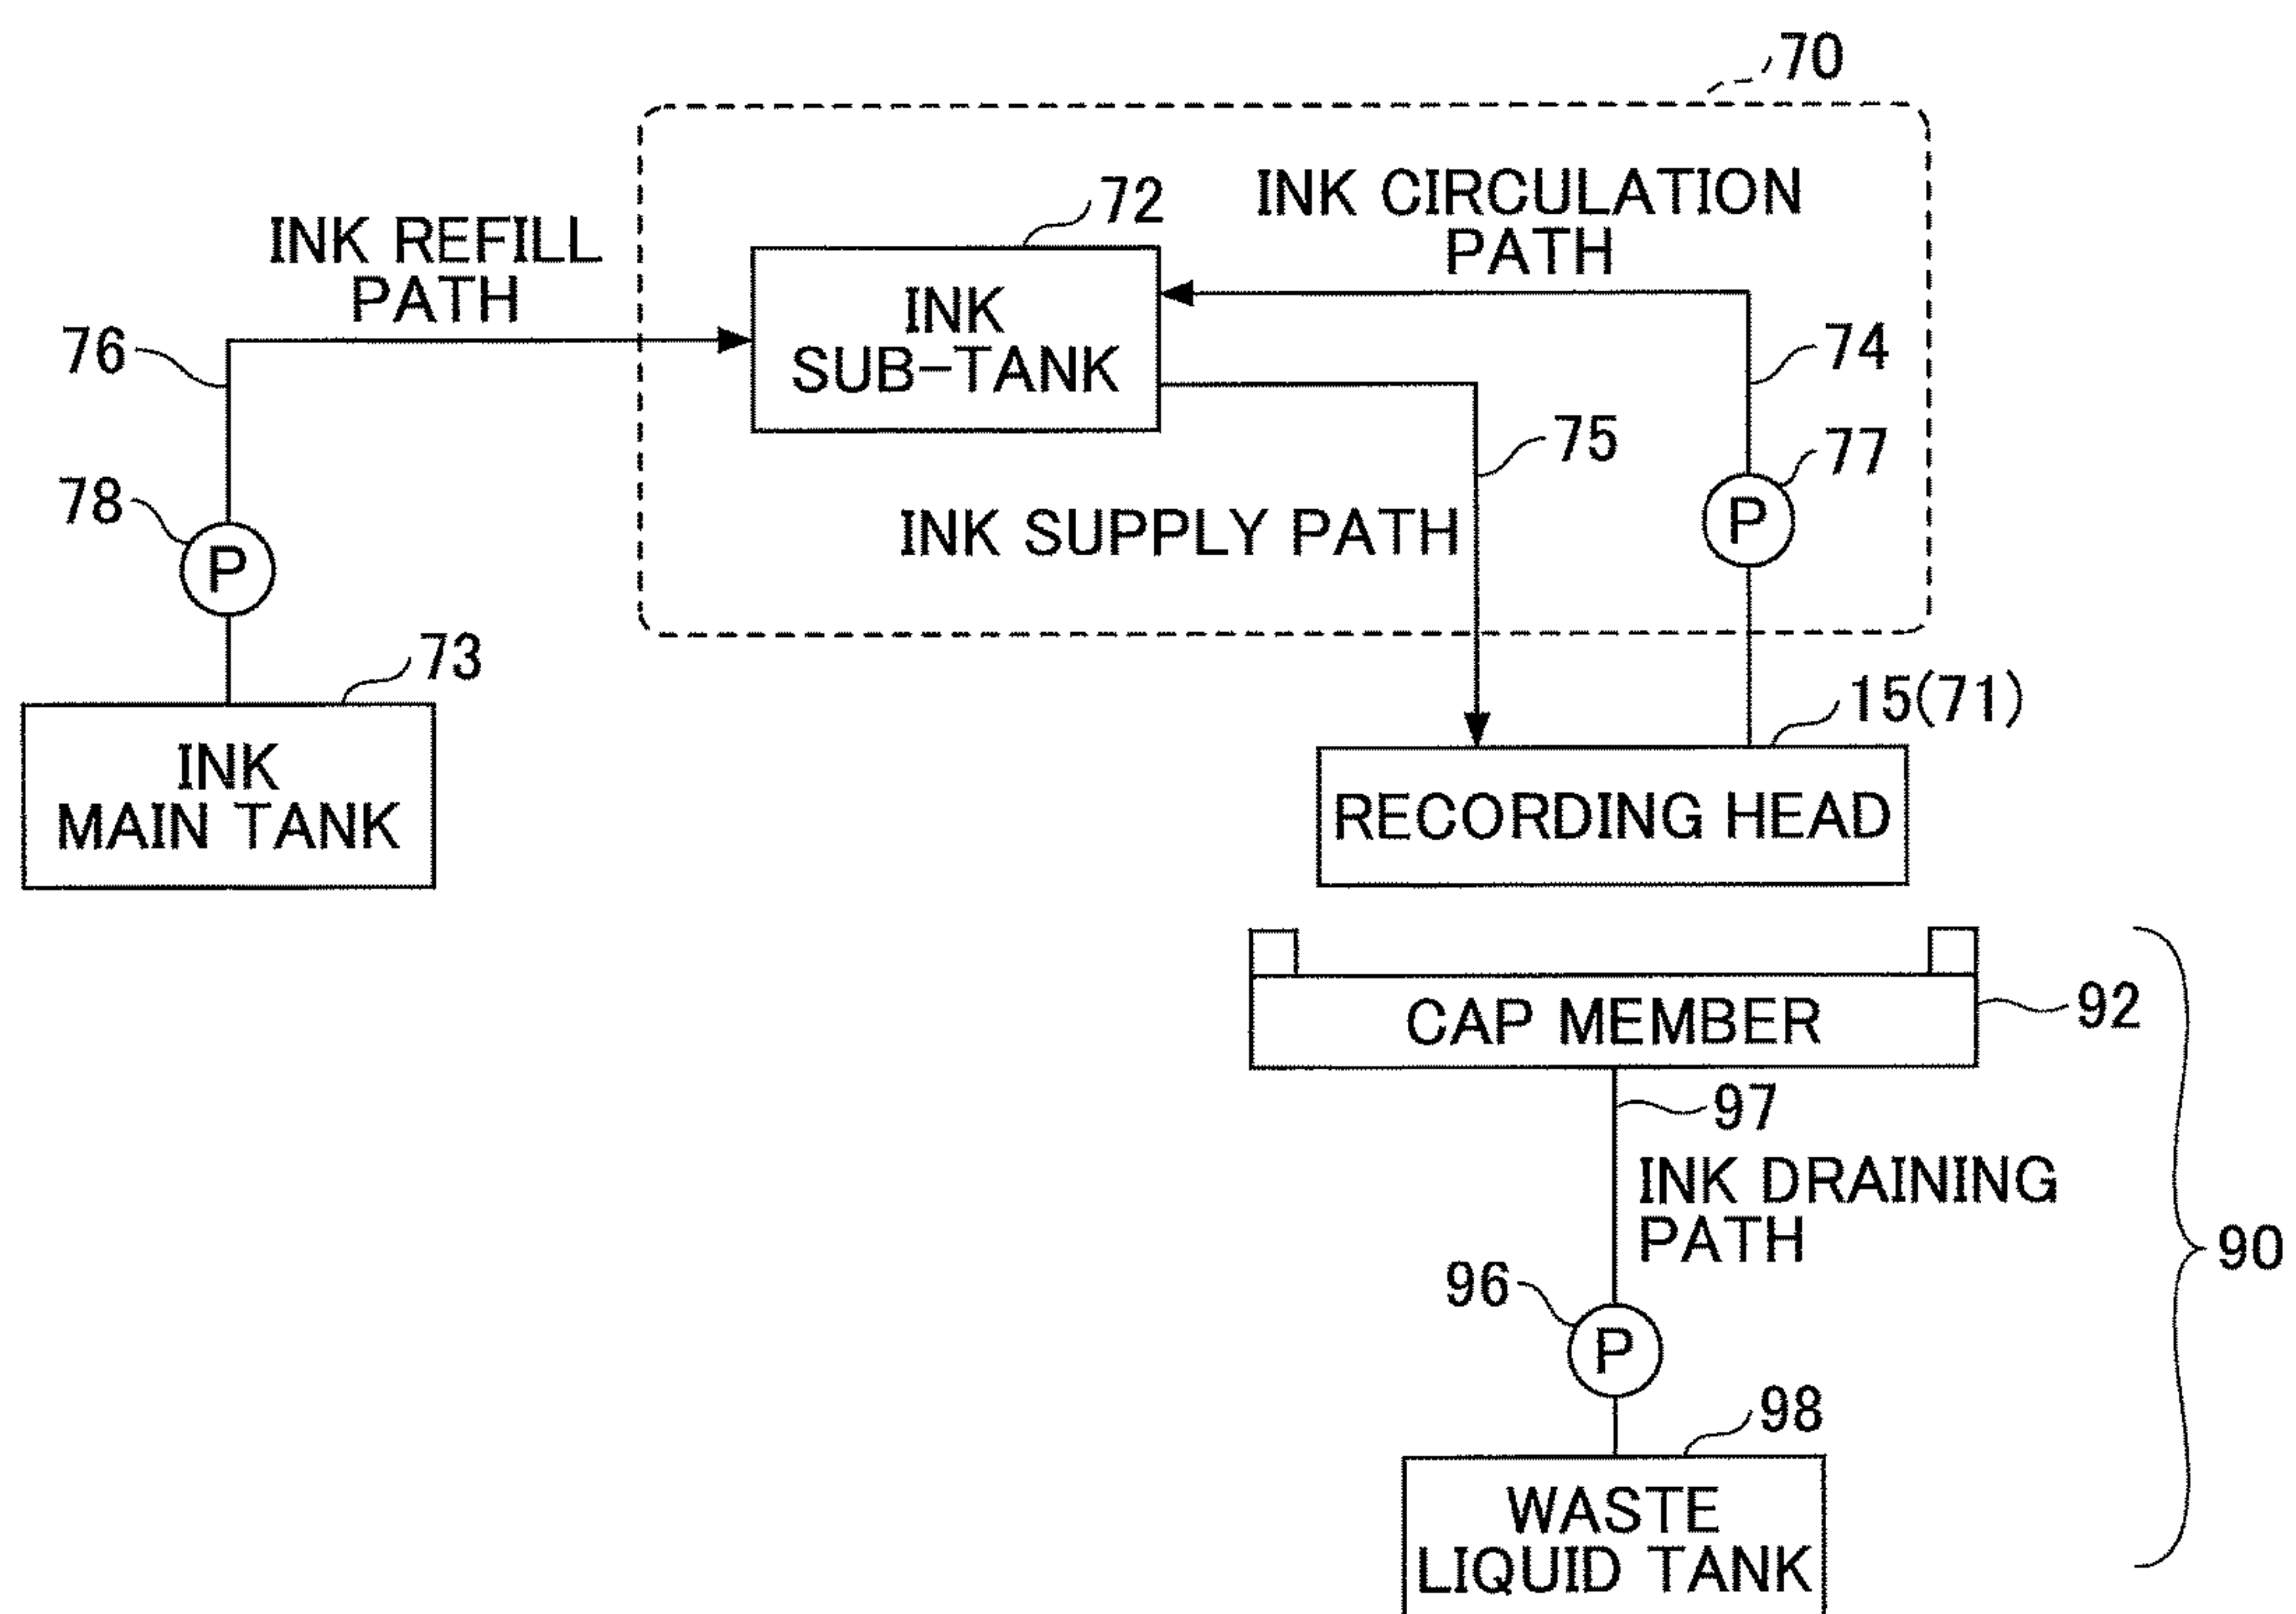 70
72
INK CIRCULATION
PATH
INK REFILL
PATH
INK
SUB-TANK
76
74
75
77
78
P
P
INK SUPPLY PATH
73
15(71)
INK
MAIN TANK
RECORDING HEAD
CAP MEMBER
92
97
INK DRAINING
PATH
90
96
P
98
WASTE
LIQUID TANK